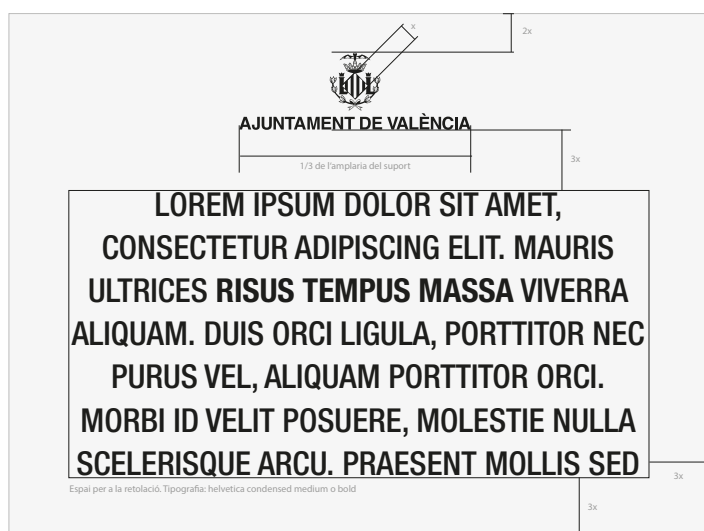 x
2x
AJUNTAMENT DE VALÈNCIA
1/3 de l'amplaria del suport
3x
LOREM IPSUM DOLOR SIT AMET,
CONSECTETUR ADIPISCING ELIT. MAURIS
ULTRICES RISUS TEMPUS MASSA VIVERRA
ALIQUAM. DUIS ORCI LIGULA, PORTTITOR NEC
PURUS VEL, ALIQUAM PORTTITOR ORCI.
MORBI ID VELIT POSUERE, MOLESTIE NULLA
SCELERISQUE ARCU. PRAESENT MOLLIS SED
3x
Espai per a la retolació. Tipografia: helvetica condensed medium o bold
3x